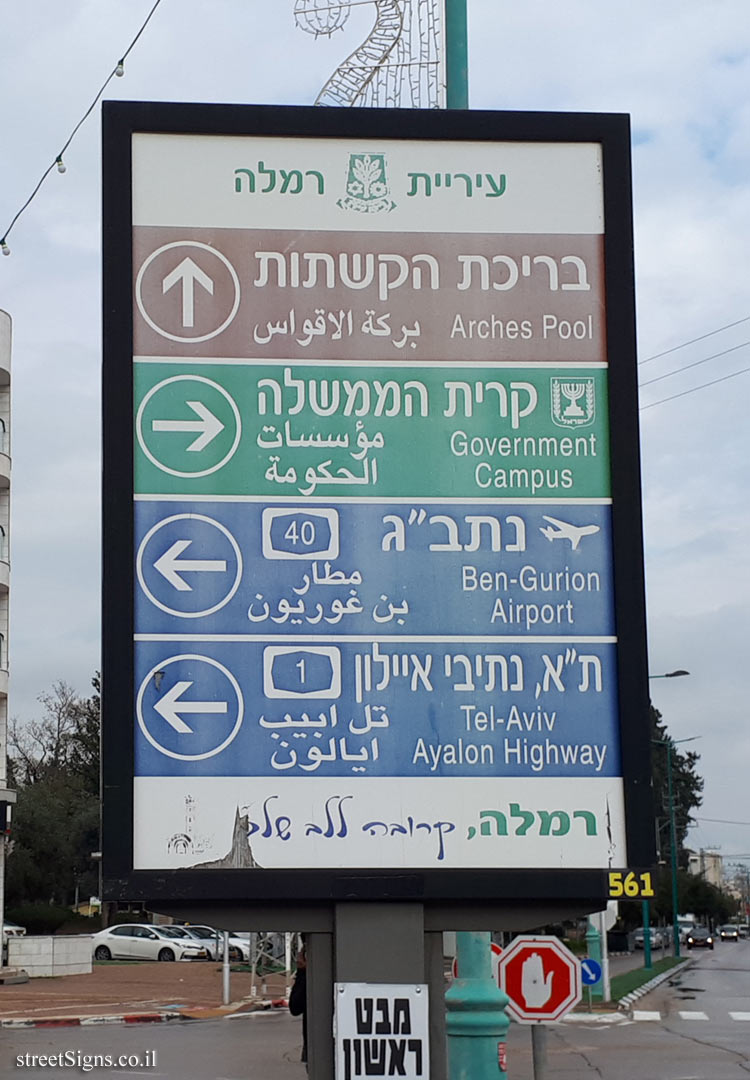 עיריית רמלה
בריכת הקשתות
بركة الاقواس
Arches Pool
קרית הממשלה
ישראל
مؤسسات
الحكومة
Government
Campus
נתב"ג
40
مطار
بن غوريون
Ben-Gurion
Airport
ת"א, נתיבי איילון
1
تل ابيب
ايالون
Tel-Aviv
Ayalon Highway
רמלה, קרובה ללב שלך
561
מבט
ראשון
streetSigns.co.il